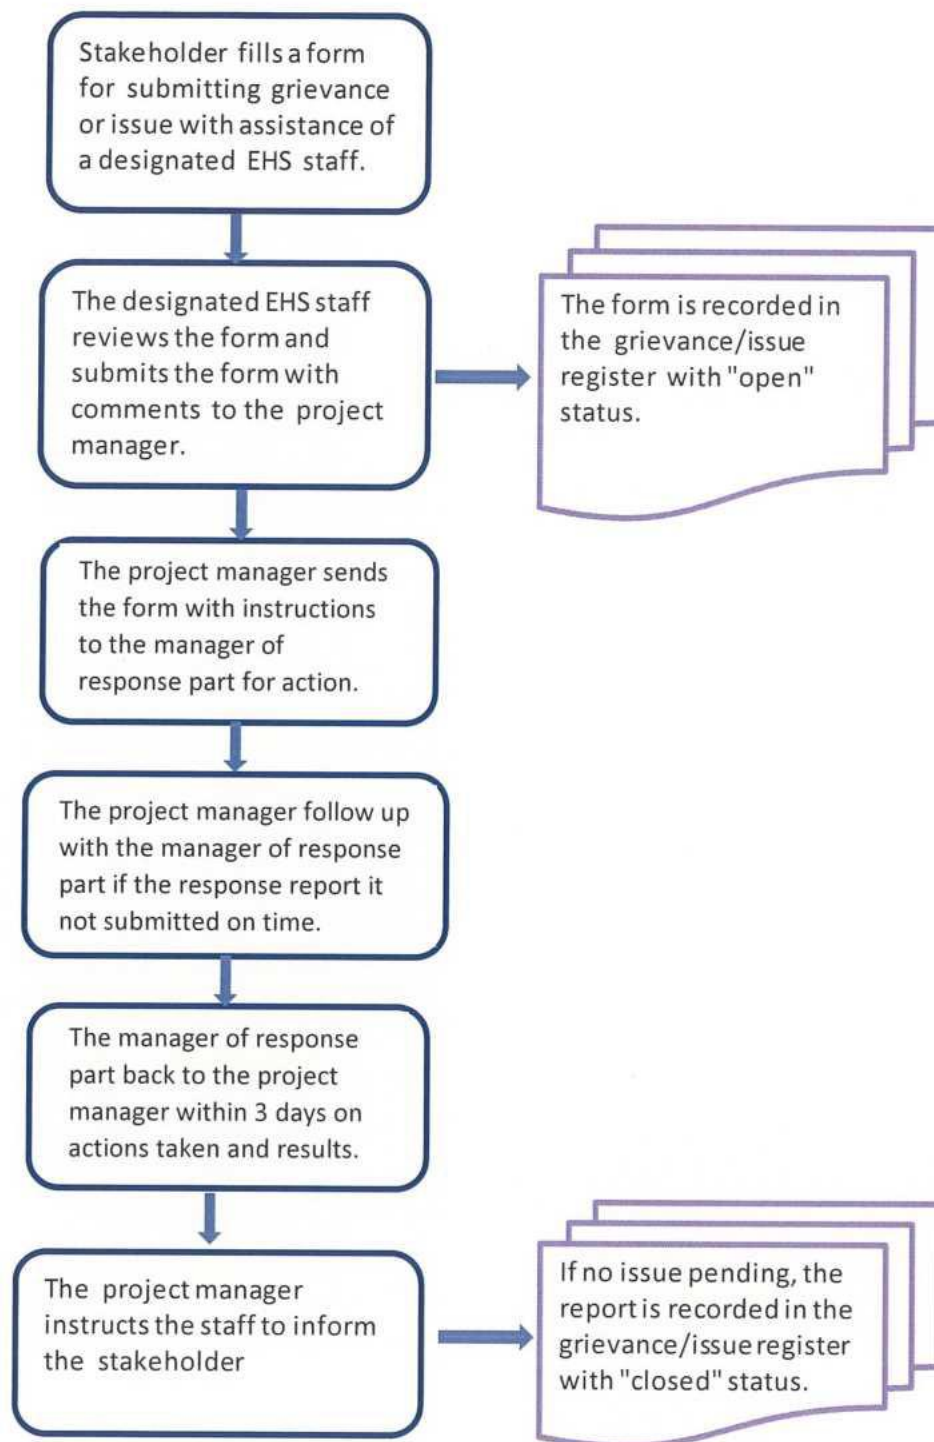 Stakeholder fills a form
for submitting grievance
or issue with assistance of
a designated EHS staff.
The designated EHS staff
reviews the form and
submits the form with
comments to the project
manager.
The form is recorded in
the grievance/issue
register with "open"
status.
The project manager sends
the form with instructions
to the manager of
response part for action.
The project manager follow up
with the manager of response
part if the response report it
not submitted on time.
The manager of response
part back to the project
manager within 3 days on
actions taken and results.
The project manager
instructs the staff to inform
the stakeholder
If no issue pending, the
report is recorded in the
grievance/issue register
with "closed" status.